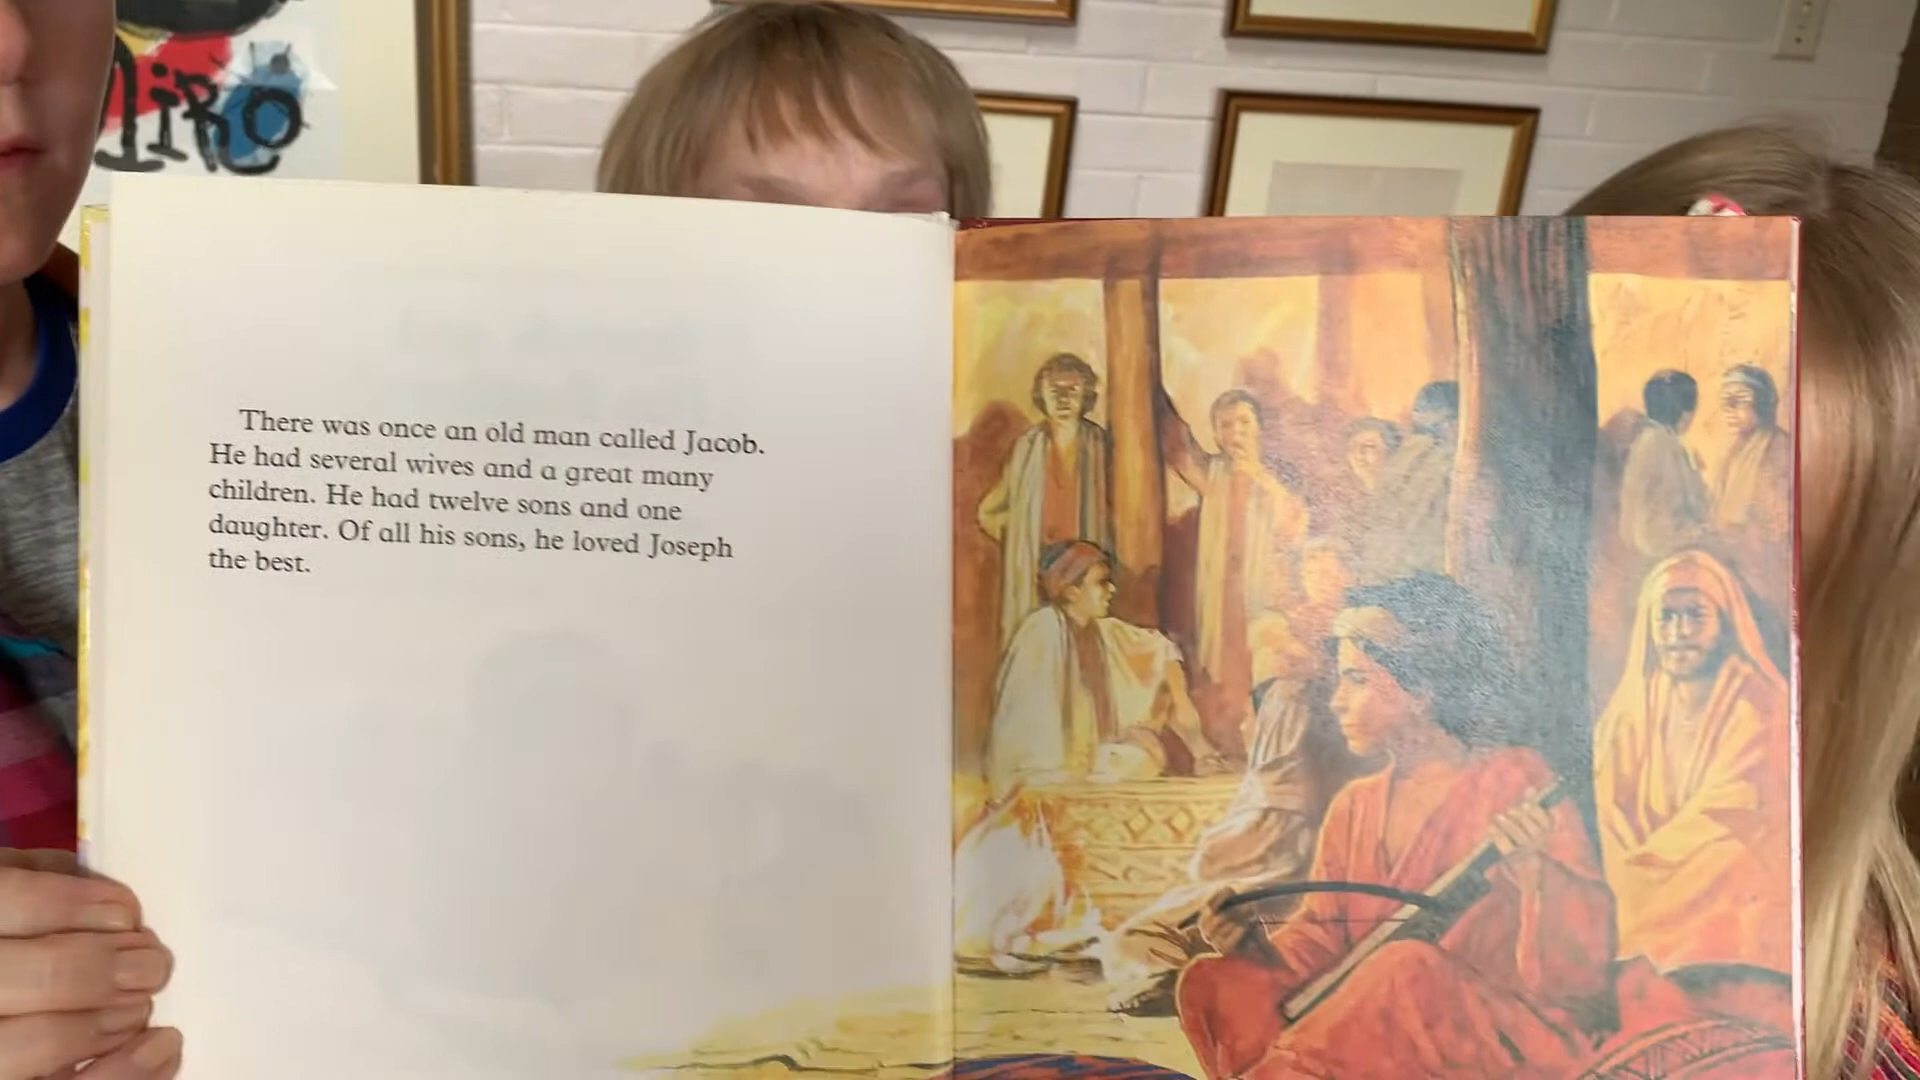 MIRO
There was once an old man called Jacob.
He had several wives and a great many
children. He had twelve sons and one
daughter. Of all his sons, he loved Joseph
the best.